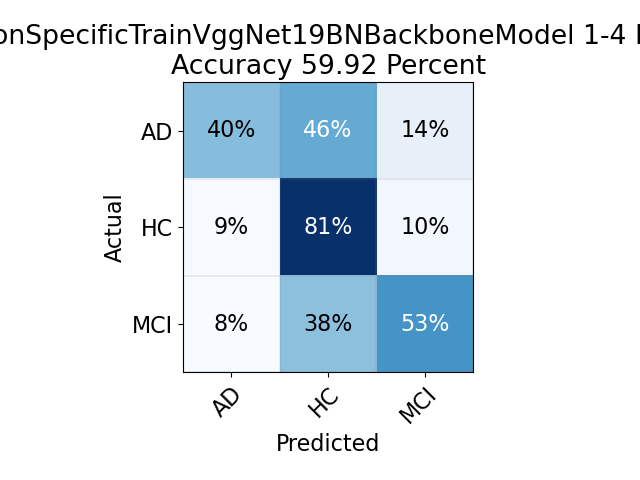 onSpecificTrainVggNet19BNBackboneModel 1-4
Accuracy 59.92 Percent
AD 40% 46% 14%
HC 9% 81% 10%
MCI 8% 38% 53%
Actual
AD HC MCI
Predicted